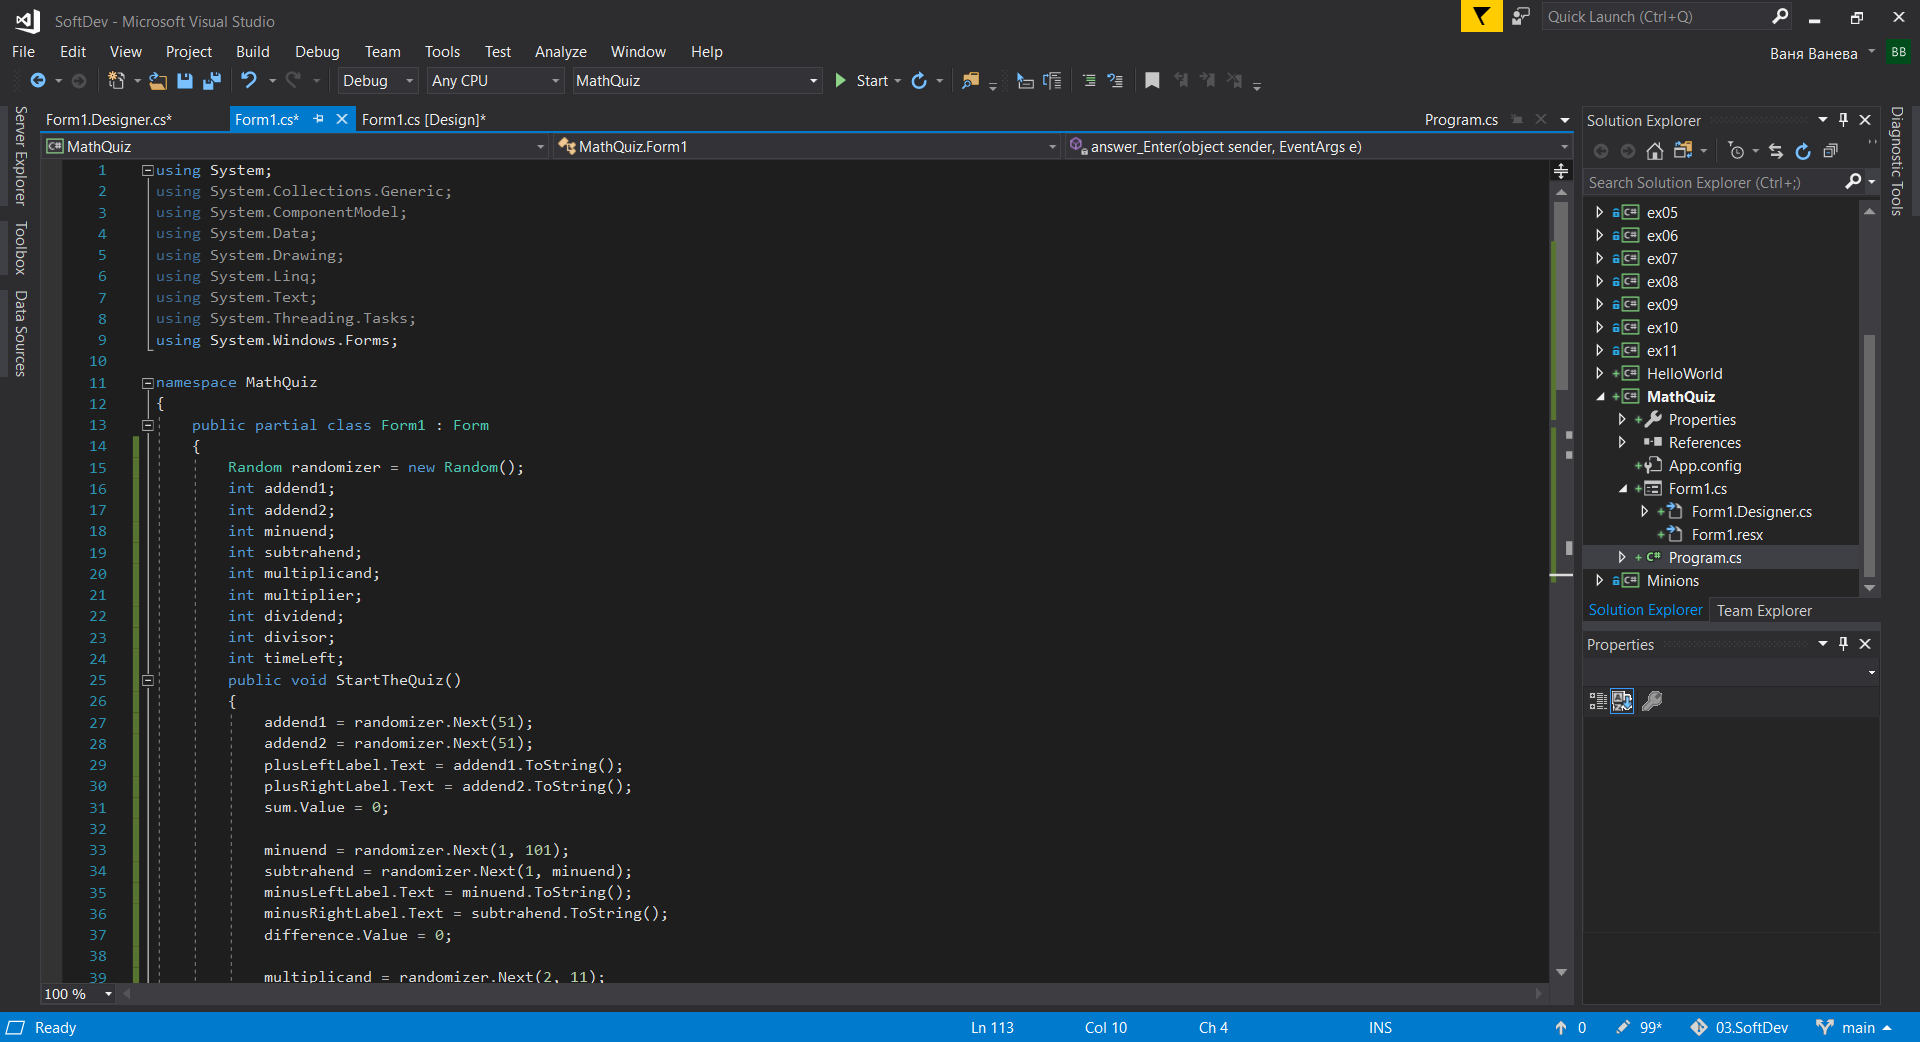 SoftDev - Microsoft Visual Studio
Quick Launch (Ctrl+Q)
File Edit View Project Build Debug Team Tools Test Analyze Window Help
Ваня Ванева
ВВ
Debug Any CPU MathQuiz Start
Server Explorer
Toolbox
Data Sources
Form1.Designer.cs* Form1.cs* Form1.cs [Design]* Program.cs
C# MathQuiz MathQuiz.Form1 answer_Enter(object sender, EventArgs e)
1 using System;
2 using System.Collections.Generic;
3 using System.ComponentModel;
4 using System.Data;
5 using System.Drawing;
6 using System.Linq;
7 using System.Text;
8 using System.Threading.Tasks;
9 using System.Windows.Forms;
10
11 namespace MathQuiz
12 {
13 public partial class Form1 : Form
14 {
15 Random randomizer = new Random();
16 int addend1;
17 int addend2;
18 int minuend;
19 int subtrahend;
20 int multiplicand;
21 int multiplier;
22 int dividend;
23 int divisor;
24 int timeLeft;
25 public void StartTheQuiz()
26 {
27 addend1 = randomizer.Next(51);
28 addend2 = randomizer.Next(51);
29 plusLeftLabel.Text = addend1.ToString();
30 plusRightLabel.Text = addend2.ToString();
31 sum.Value = 0;
32
33 minuend = randomizer.Next(1, 101);
34 subtrahend = randomizer.Next(1, minuend);
35 minusLeftLabel.Text = minuend.ToString();
36 minusRightLabel.Text = subtrahend.ToString();
37 difference.Value = 0;
38
39 multiplicand = randomizer.Next(2, 11);
100 %
Solution Explorer
Search Solution Explorer (Ctrl+;)
C# ex05
C# ex06
C# ex07
C# ex08
C# ex09
C# ex10
C# ex11
C# HelloWorld
C# MathQuiz
Properties
References
App.config
Form1.cs
Form1.Designer.cs
Form1.resx
C# Program.cs
C# Minions
Solution Explorer Team Explorer
Properties
Diagnostic Tools
Ready Ln 113 Col 10 Ch 4 INS 0 99* 03.SoftDev main